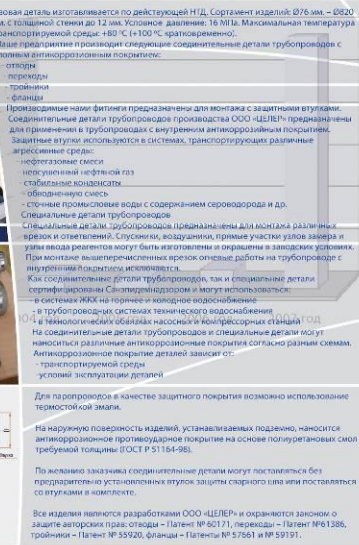 зовая деталь изготавливается по действующей НТД. Сортамент изделий: Ø76 мм. – Ø820
м. с толщиной стенки до 12 мм. Условное давление: 16 МПа. Максимальная температура
ранспортируемой среды: +80 ºС (+100 ºС кратковременно).
Наше предприятие производит следующие соединительные детали трубопроводов с
полным антикоррозионным покрытием:
- отводы
- переходы
- тройники
- фланцы
Производимые нами фитинги предназначены для монтажа с защитными втулками.
Соединительные детали трубопроводов производства ООО «ЦЕЛЕР» предназначены
для применения в трубопроводах с внутренним антикоррозийным покрытием.
Защитные втулки используются в системах, транспортирующих различные
агрессивные среды:
- нефтегазовые смеси
- неосушенный нефтяной газ
- стабильные конденсаты
- обводненную смесь
- сточные промысловые воды с содержанием сероводорода и др.
Специальные детали трубопроводов
Специальные детали трубопроводов предназначены для монтажа различных
врезок и ответвлений. Спускники, воздушники, прямые участки узлов замера и
узлы ввода реагентов могут быть изготовлены и окрашены в заводских условиях.
При монтаже вышеперечисленных врезок огневые работы на трубопроводе с
внутренним покрытием исключаются.
Как соединительные детали трубопроводов, так и специальные детали
сертифицированы Санэпидемнадзором и могут использоваться:
- в системах ЖКХ на горячее и холодное водоснабжение
- в трубопроводных системах технического водоснабжения
- в технологических обвязках насосных и компрессорных станций
На соединительные детали трубопроводов и специальные детали могут
наноситься различные антикоррозионные покрытия согласно разным схемам.
Антикоррозионное покрытие деталей зависит от:
- транспортируемой среды
-условий эксплуатации деталей
Для паропроводов в качестве защитного покрытия возможно использование
термостойкой эмали.
На наружную поверхность изделий, устанавливаемых подземно, наносится
антикоррозионное противоударное покрытие на основе полиуретановых смол
требуемой толщины (ГОСТ Р 51164-98).
По желанию заказчика соединительные детали могут поставляться без
предварительно установленных втулок защиты сварного шва или поставляться
со втулками в комплекте.
Все изделия являются разработками ООО «ЦЕЛЕР» и охраняются законом о
защите авторских прав: отводы – Патент № 60171, переходы – Патент №61386,
тройники – Патент № 55920, фланцы – Патенты № 57661 и № 59191.